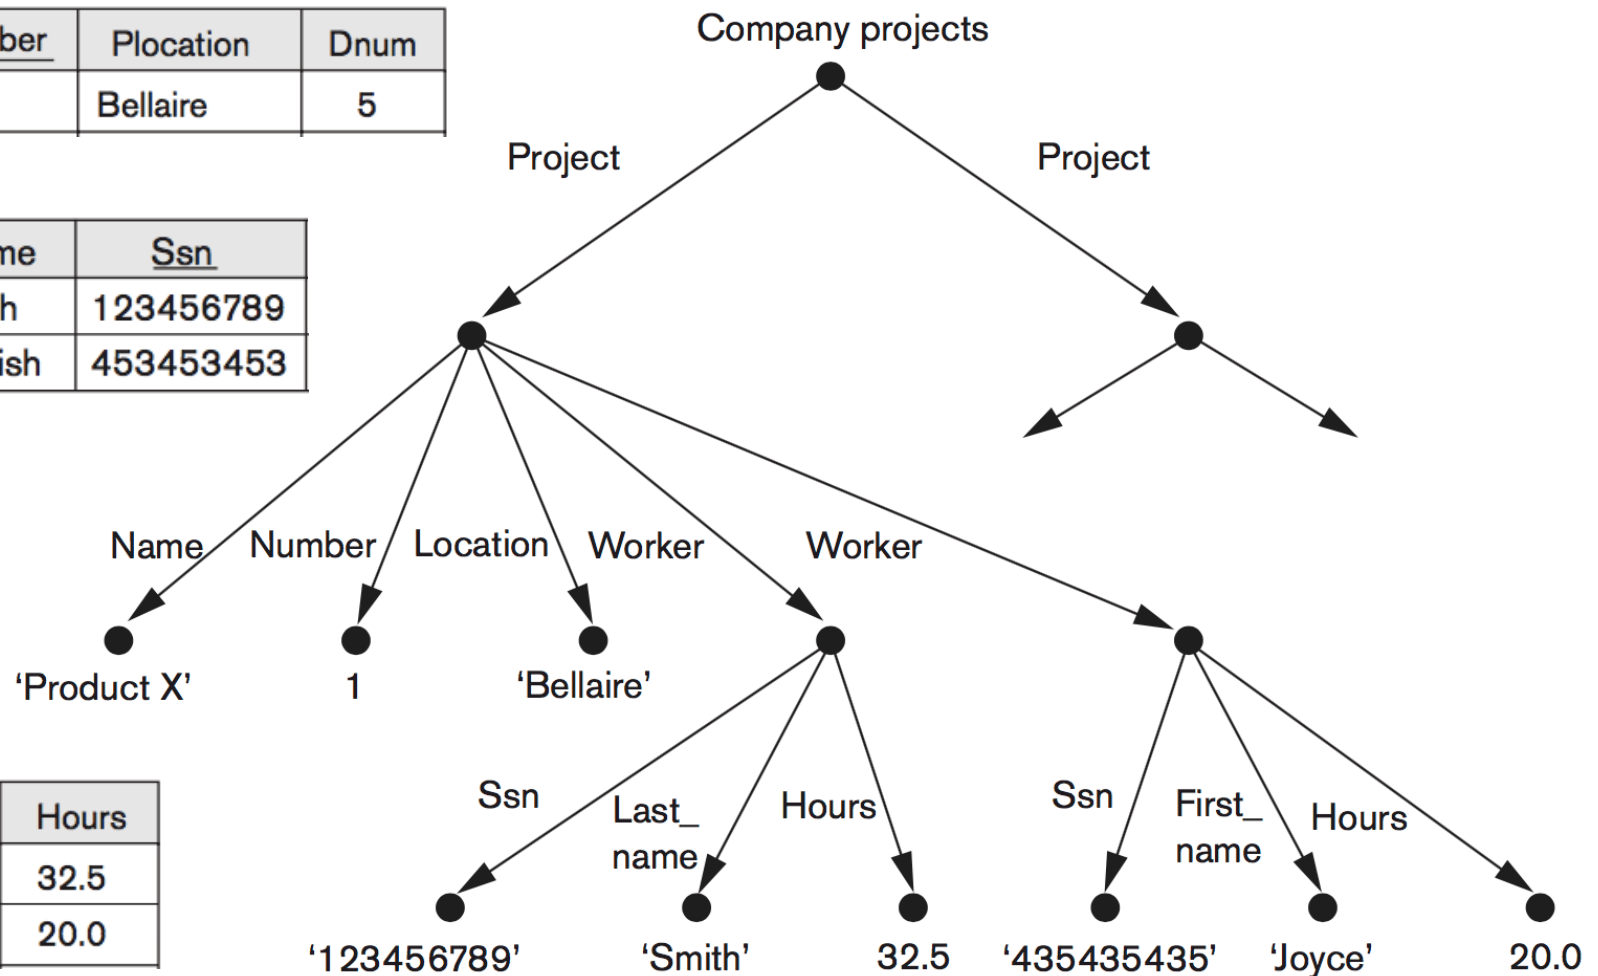 ber Plocation Dnum
Bellaire 5
me Ssn
h 123456789
ish 453453453
Hours
32.5
20.0
Company projects
Project Project
Name Number Location Worker Worker
‘Product X’ 1 ‘Bellaire’
Ssn Last_ name Hours Ssn First_ name Hours
‘123456789’ ‘Smith’ 32.5 ‘435435435’ ‘Joyce’ 20.0